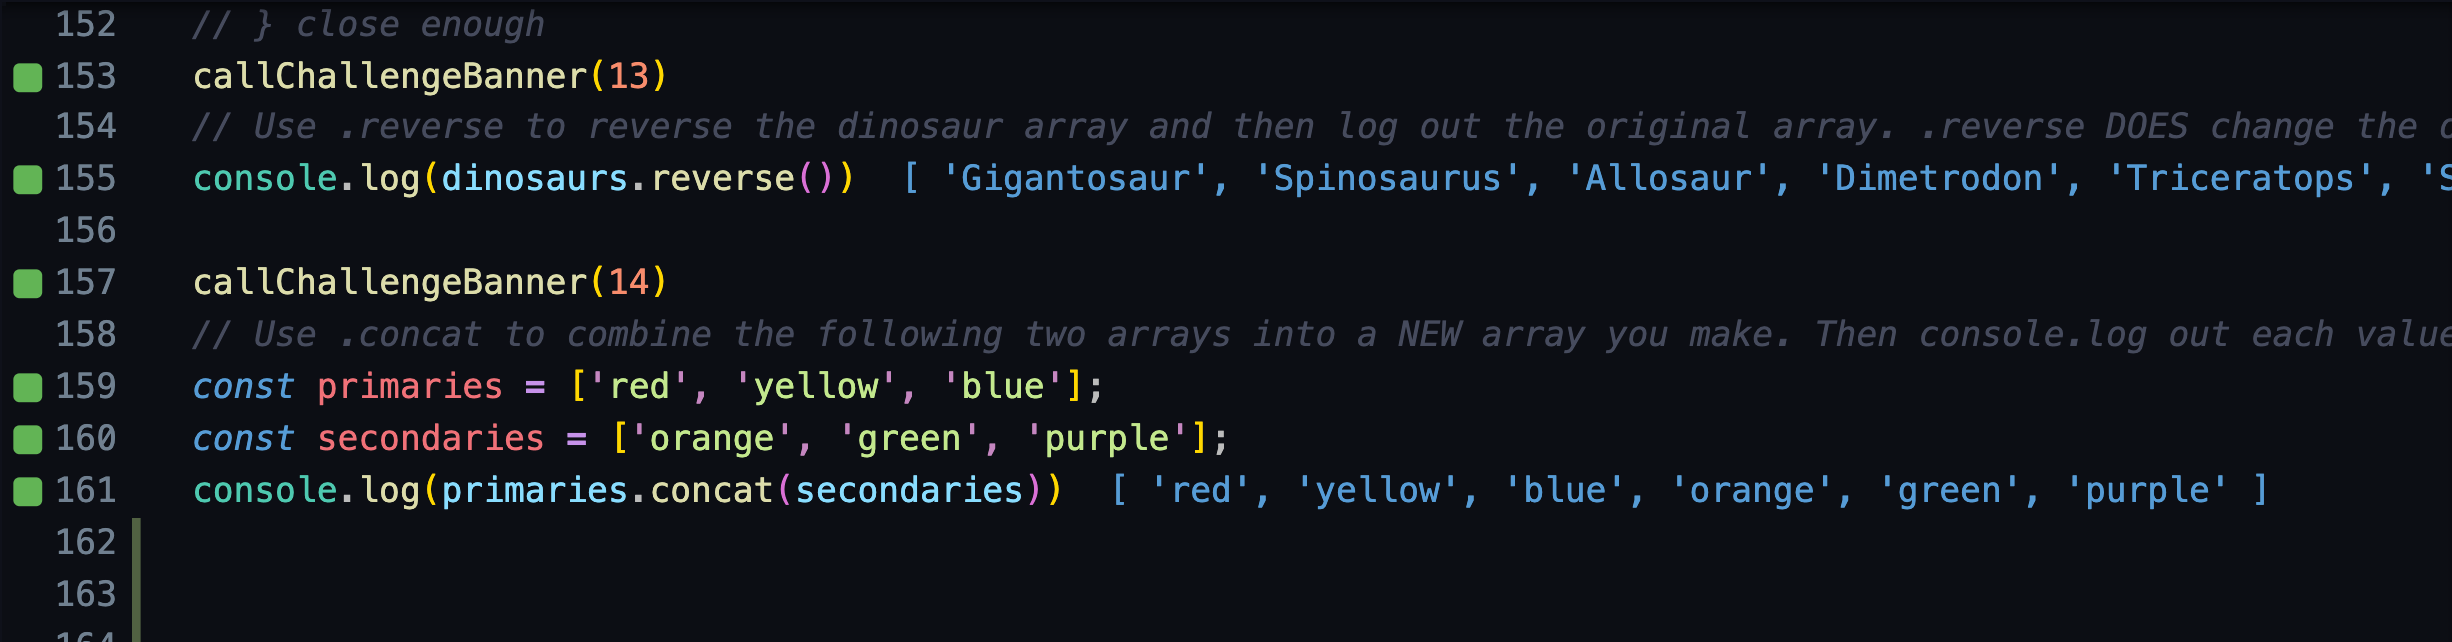 152 // } close enough
153 callChallengeBanner(13)
154 // Use .reverse to reverse the dinosaur array and then log out the original array. .reverse DOES change the
155 console.log(dinosaurs.reverse()) [ 'Gigantosaur', 'Spinosaurus', 'Allosaur', 'Dimetrodon', 'Triceratops', 'S
156
157 callChallengeBanner(14)
158 // Use .concat to combine the following two arrays into a NEW array you make. Then console.log out each value
159 const primaries = ['red', 'yellow', 'blue'];
160 const secondaries = ['orange', 'green', 'purple'];
161 console.log(primaries.concat(secondaries)) [ 'red', 'yellow', 'blue', 'orange', 'green', 'purple' ]
162
163
164